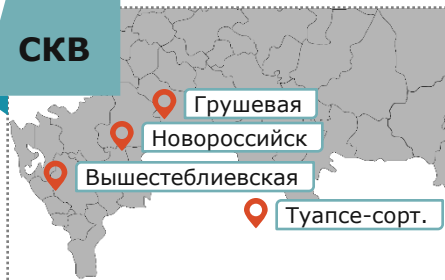 СКВ
Грушевая
Новороссийск
Вышестеблиевская
Туапсе-сорт.